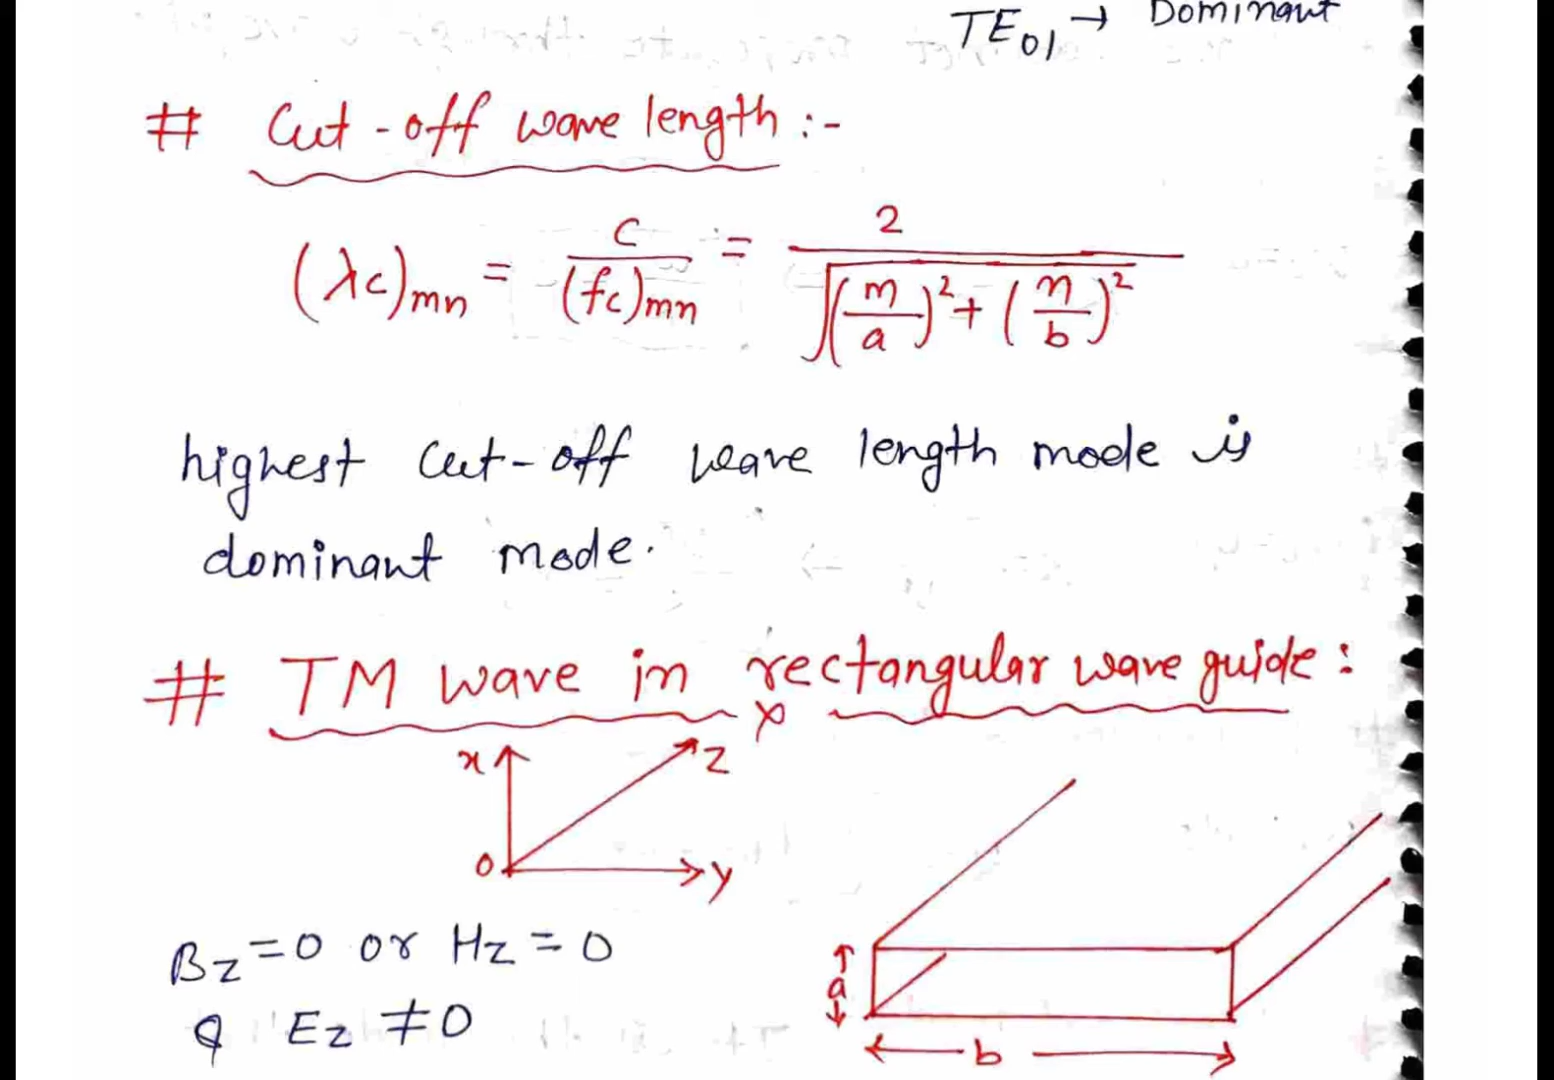 TE₀₁ → Dominant
# Cut-off wave length :-
(λc)mn = c/(fc)mn = 2/√((m/a)² + (n/b)²)
highest cut-off wave length mode is
dominant mode.
# TM wave in rectangular wave guide :
x z
0 y
Bz = 0 or Hz = 0
& Ez ≠ 0
a
b